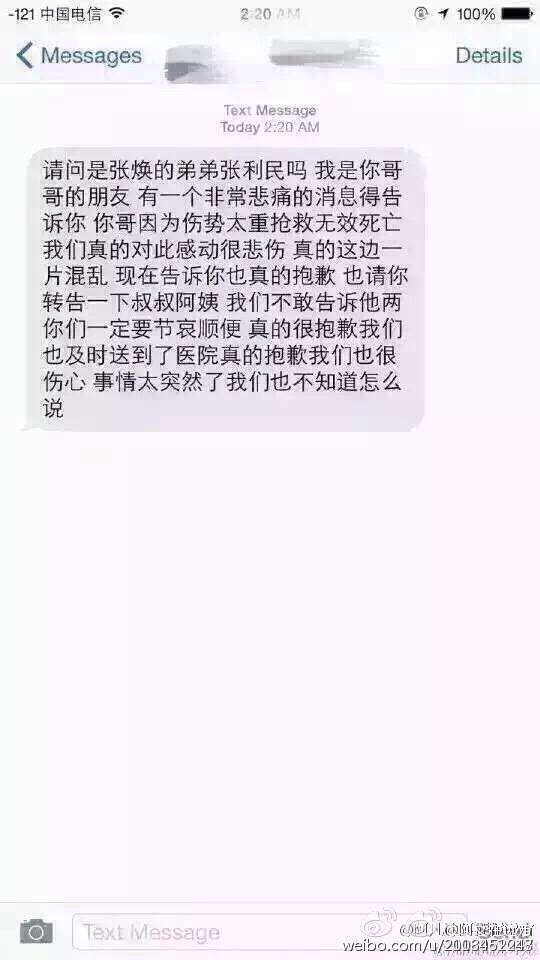 -121 中国电信 2:20 AM 100%
Messages Details
Text Message
Today 2:20 AM
请问是张焕的弟弟张利民吗 我是你哥
哥的朋友 有一个非常悲痛的消息得告
诉你 你哥因为伤势太重抢救无效死亡
我们真的对此感动很悲伤 真的这边一
片混乱 现在告诉你也真的抱歉 也请你
转告一下叔叔阿姨 我们不敢告诉他两
你们一定要节哀顺便 真的很抱歉我们
也及时送到了医院真的抱歉我们也很
伤心 事情太突然了我们也不知道怎么
说
Text Message